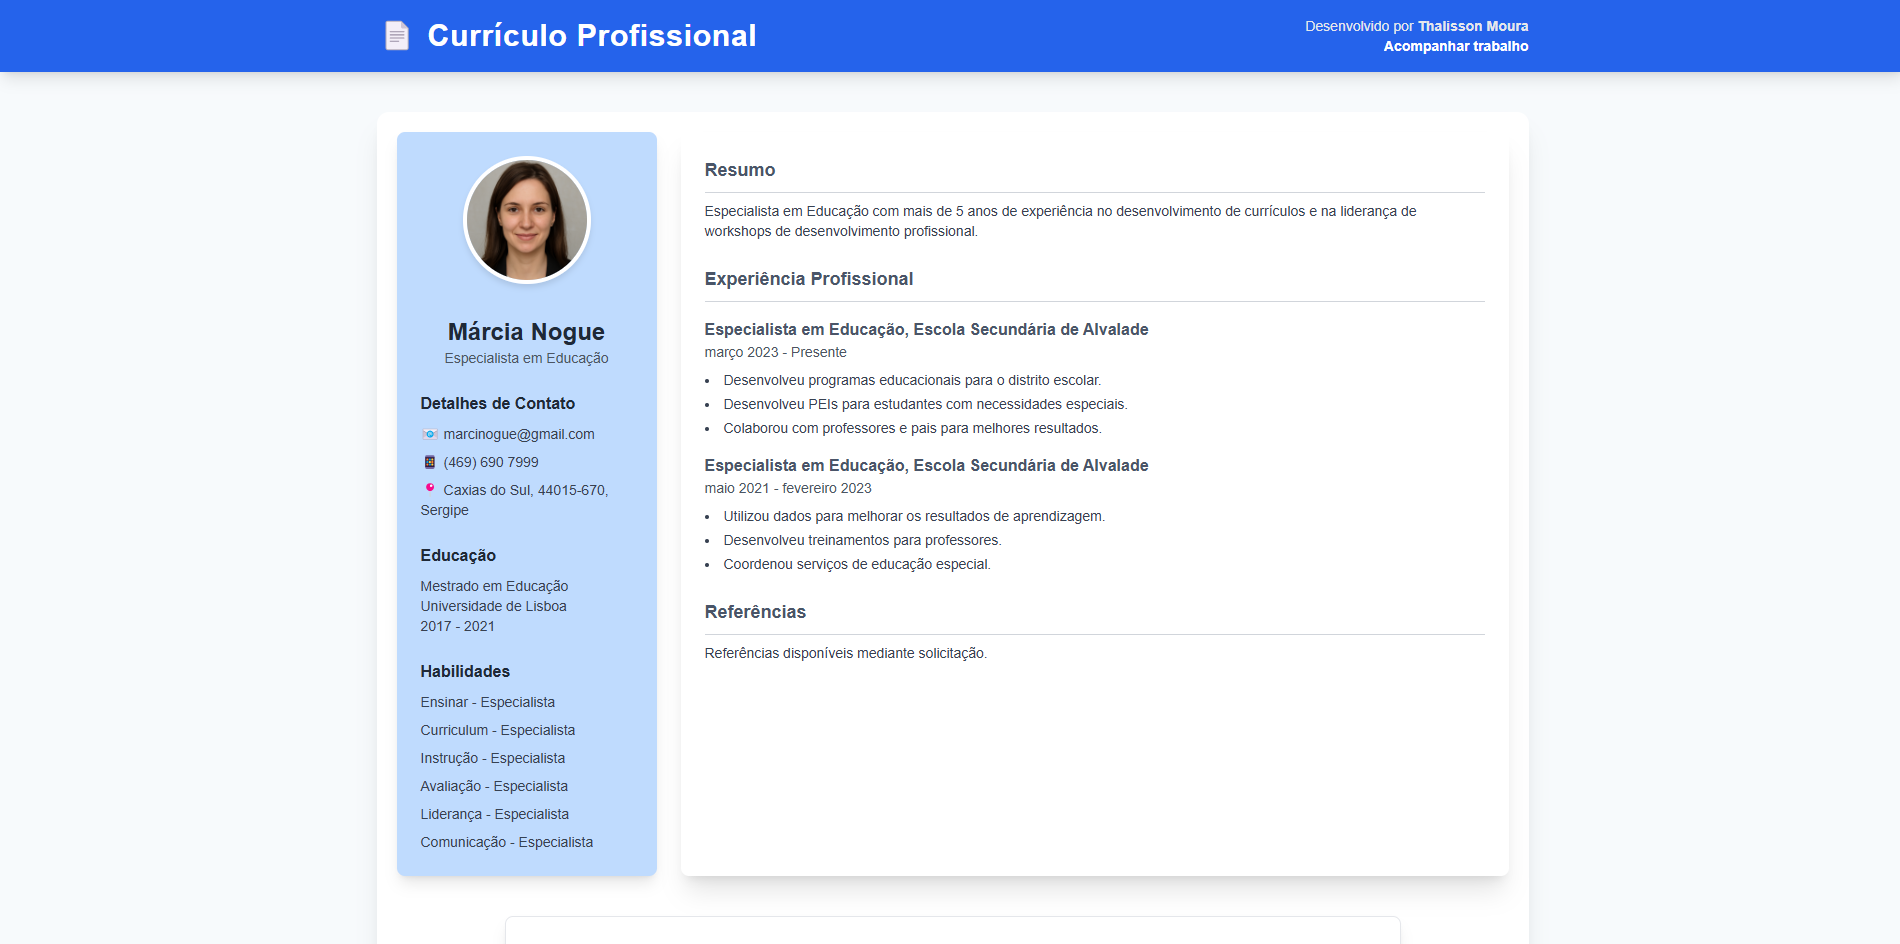 Currículo Profissional
Desenvolvido por Thalisson Moura
Acompanhar trabalho
Márcia Nogue
Especialista em Educação
Detalhes de Contato
marcinogue@gmail.com
(469) 690 7999
Caxias do Sul, 44015-670,
Sergipe
Educação
Mestrado em Educação
Universidade de Lisboa
2017 - 2021
Habilidades
Ensinar - Especialista
Curriculum - Especialista
Instrução - Especialista
Avaliação - Especialista
Liderança - Especialista
Comunicação - Especialista
Resumo
Especialista em Educação com mais de 5 anos de experiência no desenvolvimento de currículos e na liderança de
workshops de desenvolvimento profissional.
Experiência Profissional
Especialista em Educação, Escola Secundária de Alvalade
março 2023 - Presente
• Desenvolveu programas educacionais para o distrito escolar.
• Desenvolveu PEIs para estudantes com necessidades especiais.
• Colaborou com professores e pais para melhores resultados.
Especialista em Educação, Escola Secundária de Alvalade
maio 2021 - fevereiro 2023
• Utilizou dados para melhorar os resultados de aprendizagem.
• Desenvolveu treinamentos para professores.
• Coordenou serviços de educação especial.
Referências
Referências disponíveis mediante solicitação.